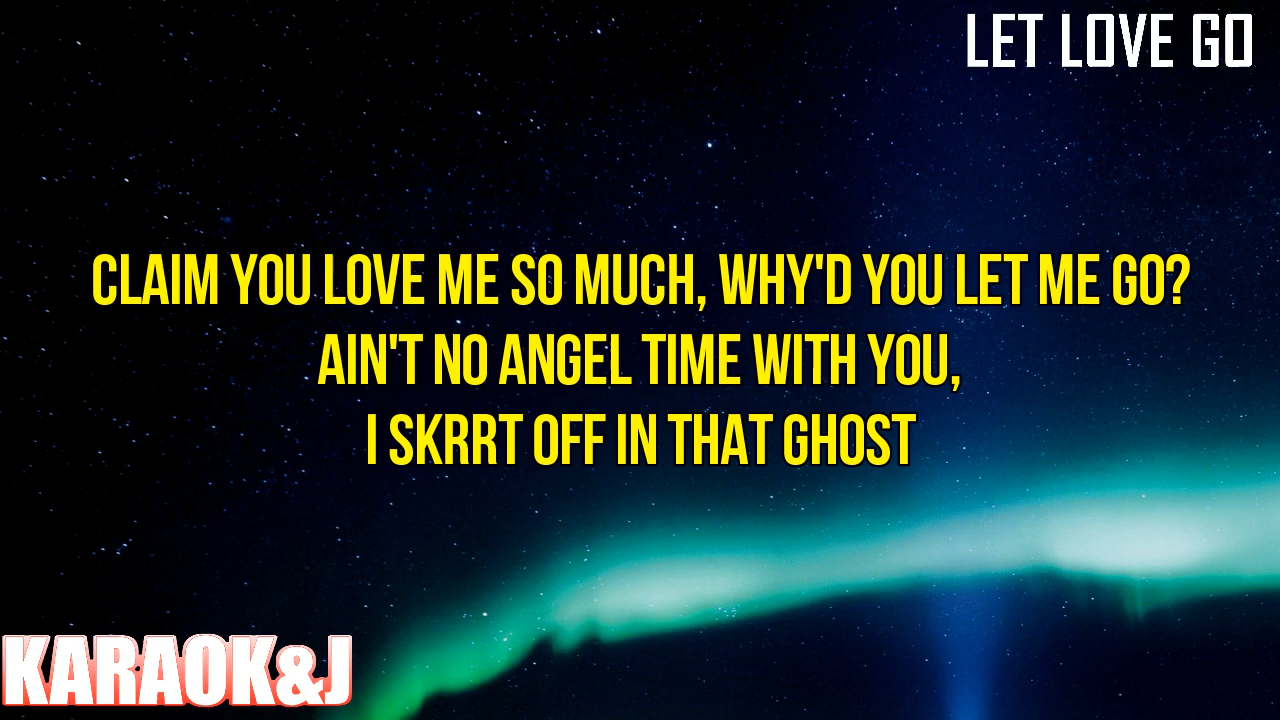 LET LOVE GO
CLAIM YOU LOVE ME SO MUCH, WHY'D YOU LET ME GO?
AIN'T NO ANGEL TIME WITH YOU,
I SKRRT OFF IN THAT GHOST
KARAOK&J